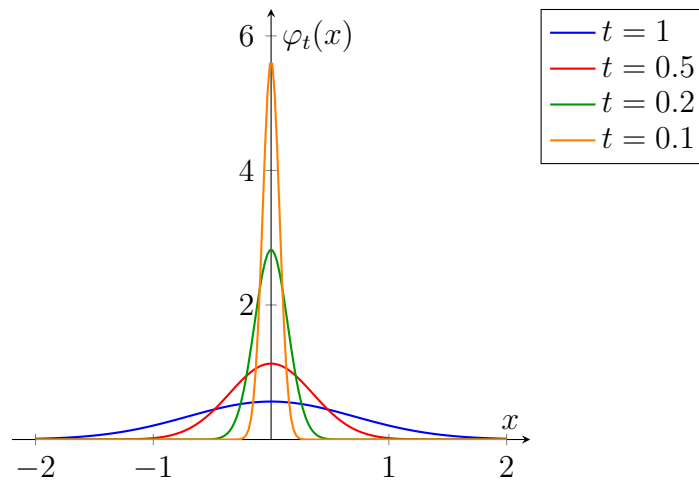 6
φ_t(x)
4
2
x
−2
−1
1
2
t = 1
t = 0.5
t = 0.2
t = 0.1